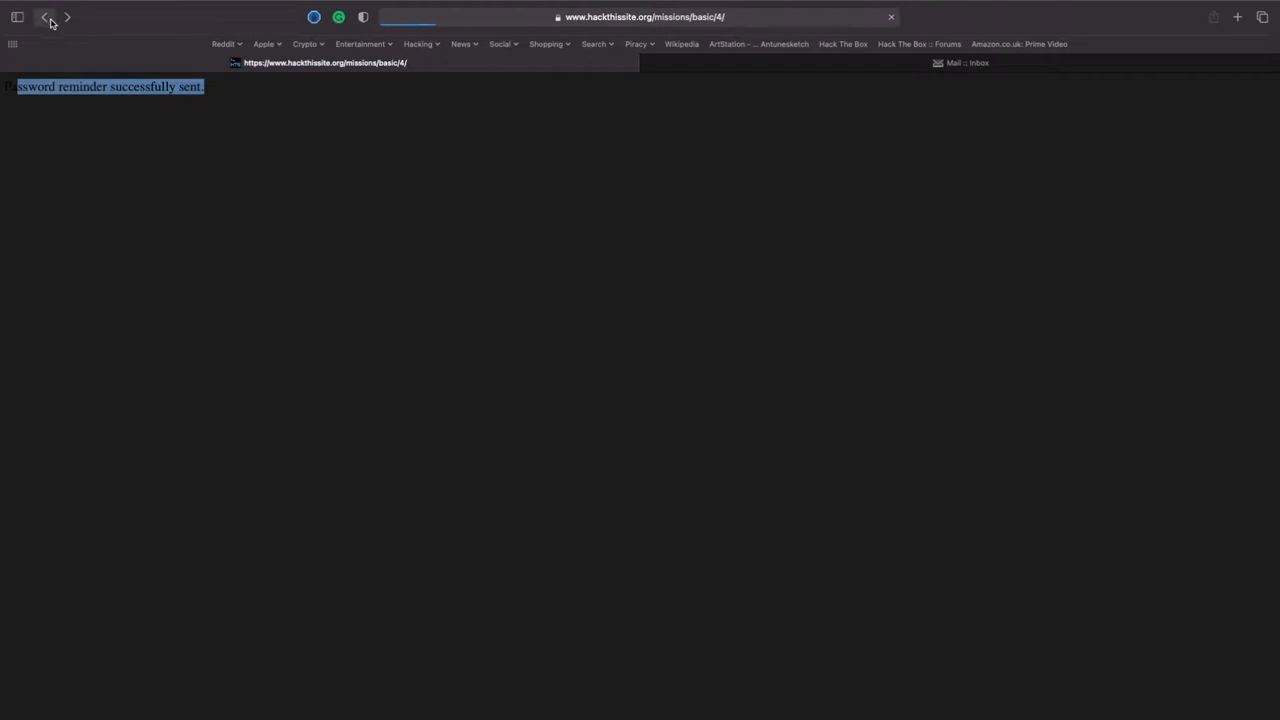 www.hackthissite.org/missions/basic/4/
Reddit Apple Crypto Entertainment Hacking News Social Shopping Search Piracy Wikipedia ArtStation - ... Antunesketch Hack The Box Hack The Box :: Forums Amazon.co.uk: Prime Video
https://www.hackthissite.org/missions/basic/4/ Mail :: Inbox
Password reminder successfully sent.